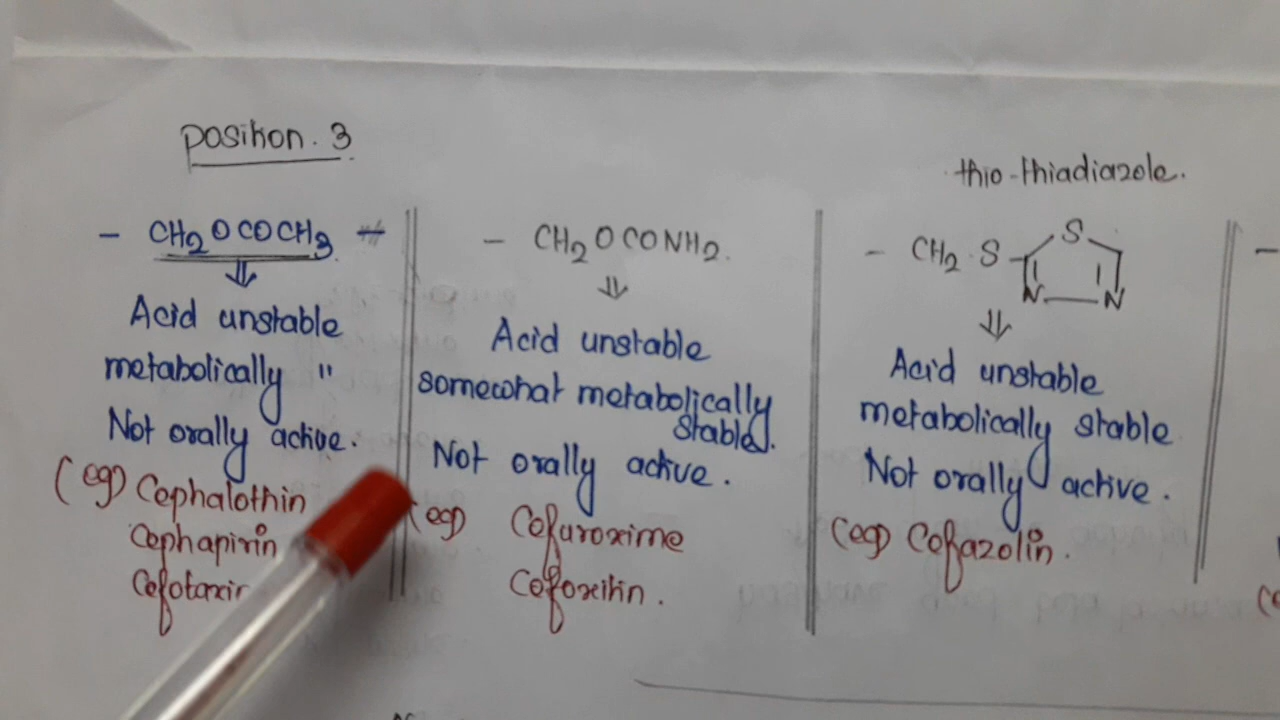 Position. 3
- CH2OCOCH3
Acid unstable
metabolically "
Not orally active.
(eg) Cephalothin
Cephapirin
- CH2OCONH2.
Acid unstable
somewhat metabolically
stable.
Not orally active.
(eg) Cefuroxime
Cefoxitin.
thio-thiadiazole.
- CH2 . S
S
N N
Acid unstable
metabolically stable
Not orally active.
(eg) Cefazolin.